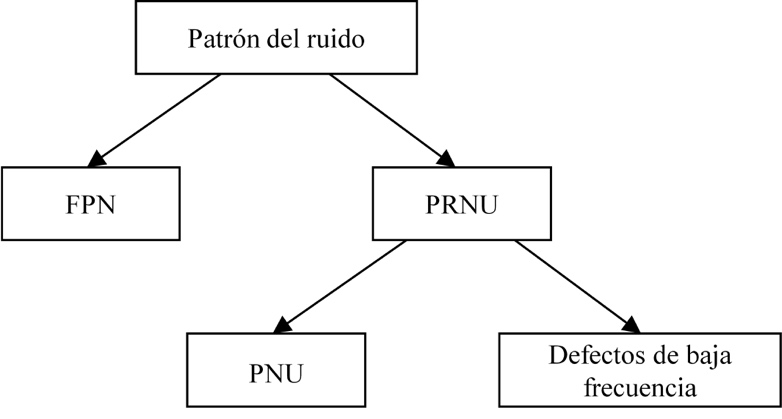 Patrón del ruido
FPN
PRNU
PNU
Defectos de baja
frecuencia